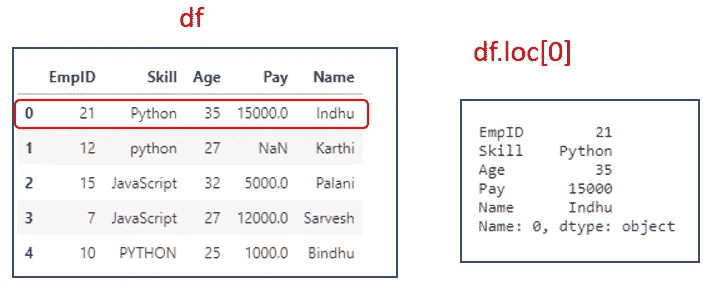 df
EmpID Skill Age Pay Name
0 21 Python 35 15000.0 Indhu
1 12 python 27 NaN Karthi
2 15 JavaScript 32 5000.0 Palani
3 7 JavaScript 27 12000.0 Sarvesh
4 10 PYTHON 25 1000.0 Bindhu
df.loc[0]
EmpID 21
Skill Python
Age 35
Pay 15000
Name Indhu
Name: 0, dtype: object